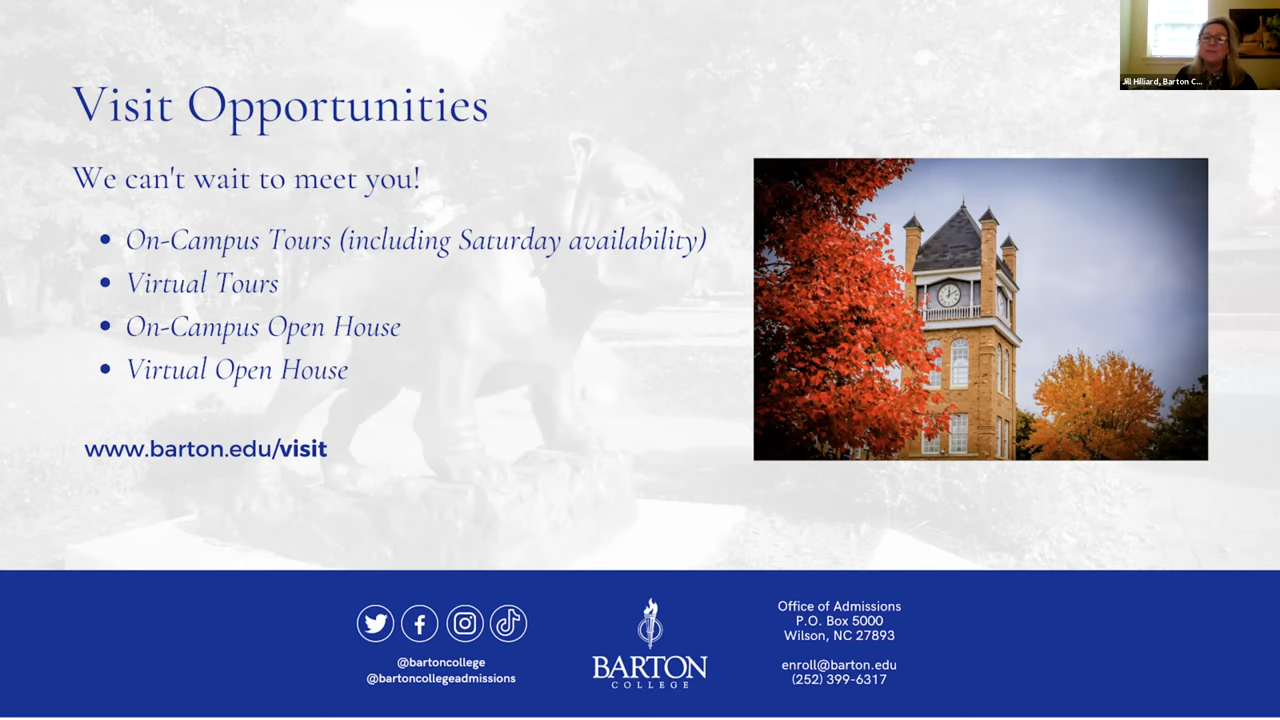 Jill Hilliard, Barton C...
Visit Opportunities
We can't wait to meet you!
• On-Campus Tours (including Saturday availability)
• Virtual Tours
• On-Campus Open House
• Virtual Open House
www.barton.edu/visit
@bartoncollege
@bartoncollegeadmissions
BARTON
COLLEGE
Office of Admissions
P.O. Box 5000
Wilson, NC 27893
enroll@barton.edu
(252) 399-6317